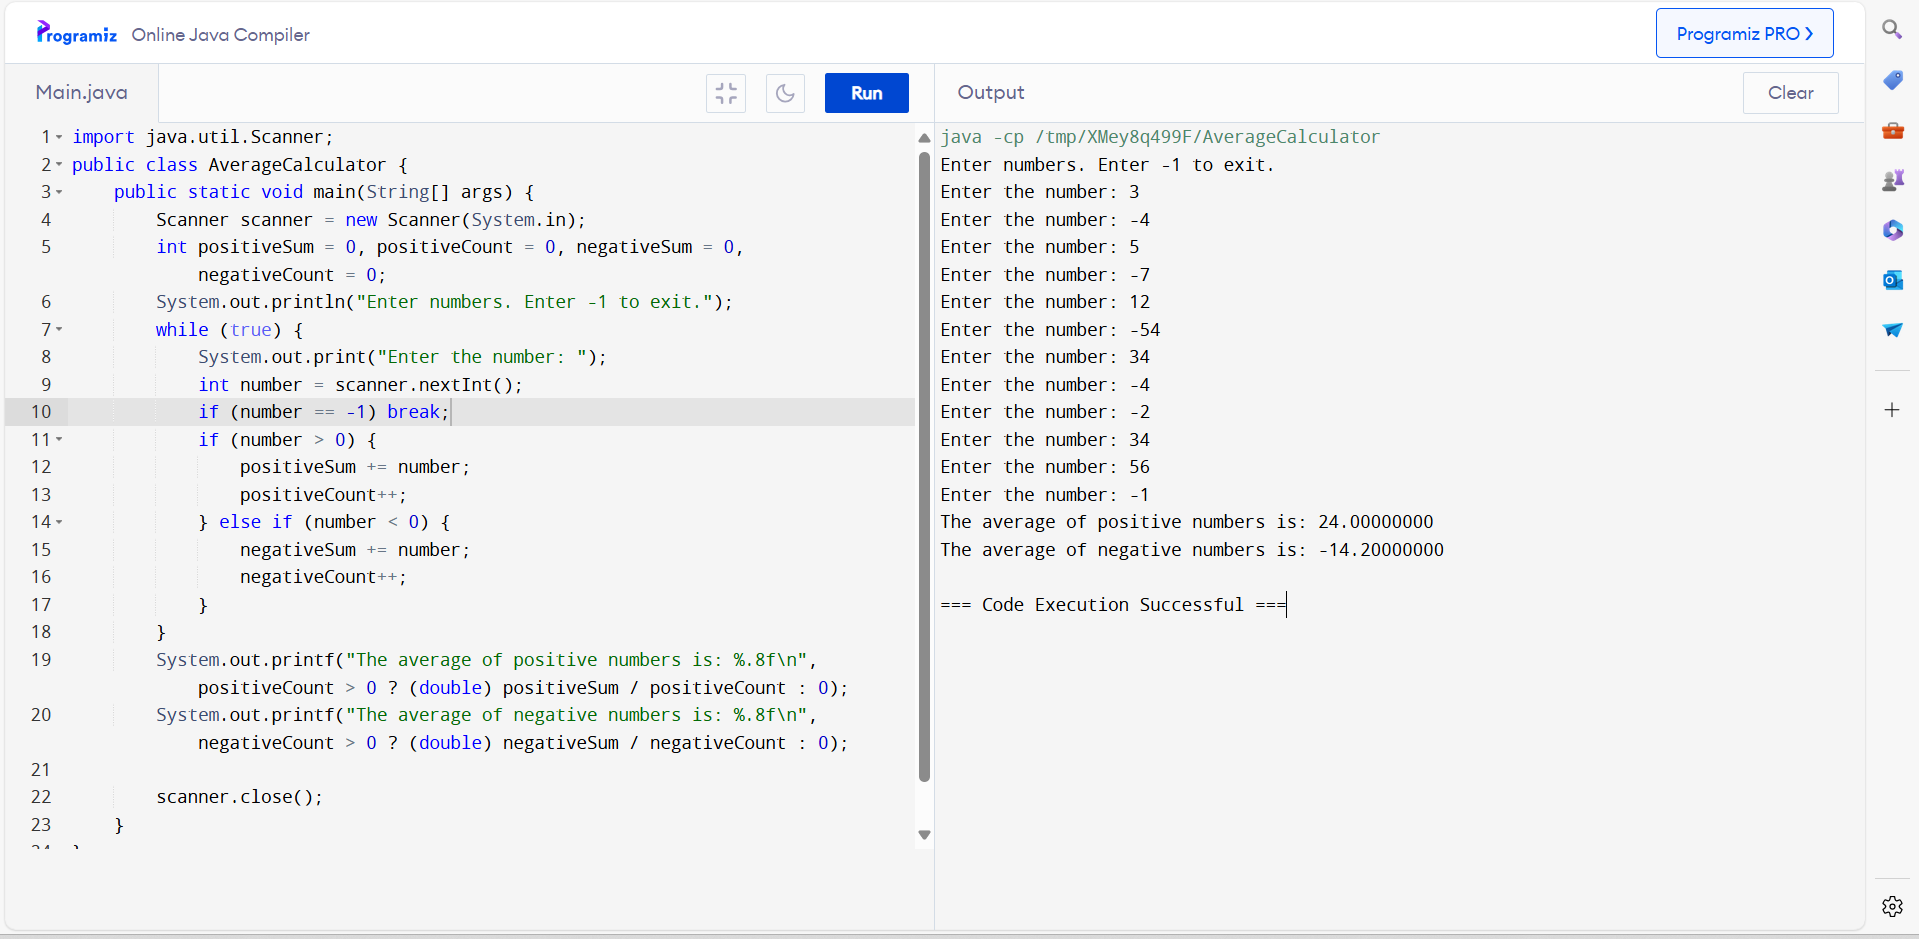 Programiz Online Java Compiler
Programiz PRO ❯
Main.java
Run
Output
Clear
1 import java.util.Scanner;
2 public class AverageCalculator {
3     public static void main(String[] args) {
4         Scanner scanner = new Scanner(System.in);
5         int positiveSum = 0, positiveCount = 0, negativeSum = 0,
            negativeCount = 0;
6         System.out.println("Enter numbers. Enter -1 to exit.");
7         while (true) {
8             System.out.print("Enter the number: ");
9             int number = scanner.nextInt();
10            if (number == -1) break;
11            if (number > 0) {
12                positiveSum += number;
13                positiveCount++;
14            } else if (number < 0) {
15                negativeSum += number;
16                negativeCount++;
17            }
18        }
19        System.out.printf("The average of positive numbers is: %.8f\n",
            positiveCount > 0 ? (double) positiveSum / positiveCount : 0);
20        System.out.printf("The average of negative numbers is: %.8f\n",
            negativeCount > 0 ? (double) negativeSum / negativeCount : 0);
21
22        scanner.close();
23    }
java -cp /tmp/XMey8q499F/AverageCalculator
Enter numbers. Enter -1 to exit.
Enter the number: 3
Enter the number: -4
Enter the number: 5
Enter the number: -7
Enter the number: 12
Enter the number: -54
Enter the number: 34
Enter the number: -4
Enter the number: -2
Enter the number: 34
Enter the number: 56
Enter the number: -1
The average of positive numbers is: 24.00000000
The average of negative numbers is: -14.20000000
=== Code Execution Successful ===